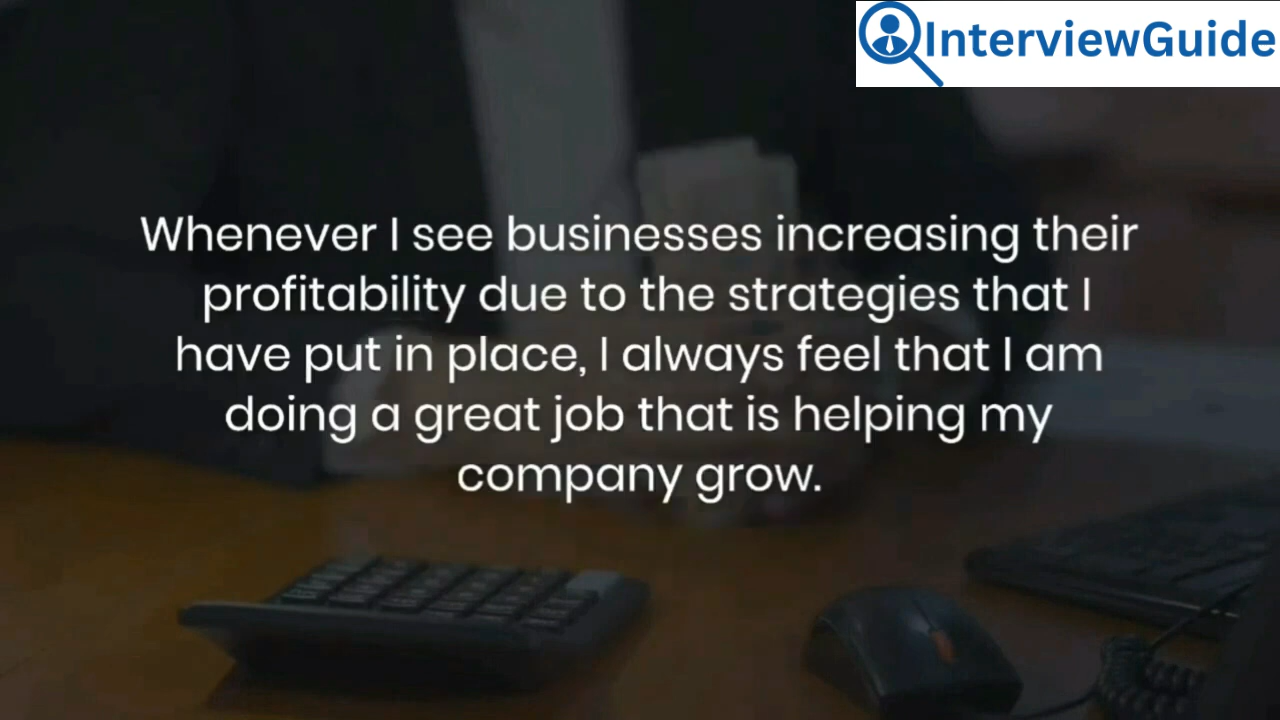 InterviewGuide
Whenever I see businesses increasing their
profitability due to the strategies that I
have put in place, I always feel that I am
doing a great job that is helping my
company grow.